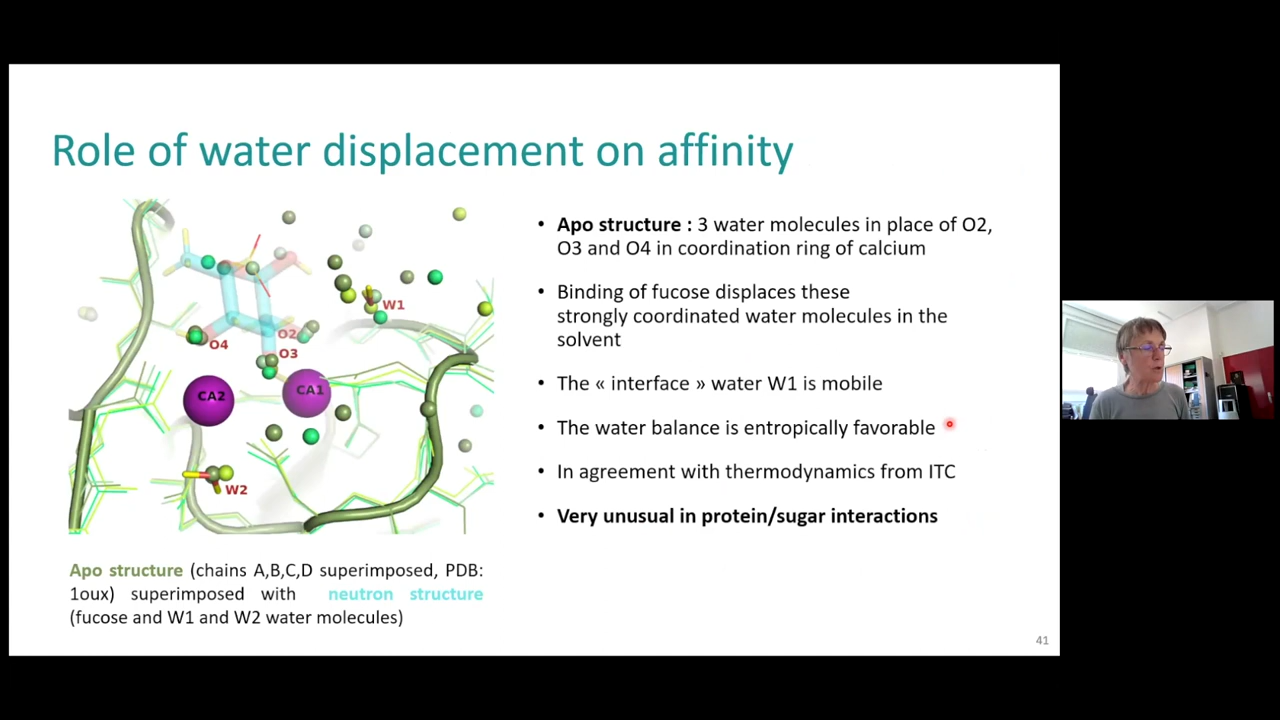 Role of water displacement on affinity
W1
O2
O4
O3
CA1
CA2
W2
• Apo structure : 3 water molecules in place of O2,
O3 and O4 in coordination ring of calcium
• Binding of fucose displaces these
strongly coordinated water molecules in the
solvent
• The « interface » water W1 is mobile
• The water balance is entropically favorable
• In agreement with thermodynamics from ITC
• Very unusual in protein/sugar interactions
Apo structure (chains A,B,C,D superimposed, PDB:
1oux) superimposed with neutron structure
(fucose and W1 and W2 water molecules)
41